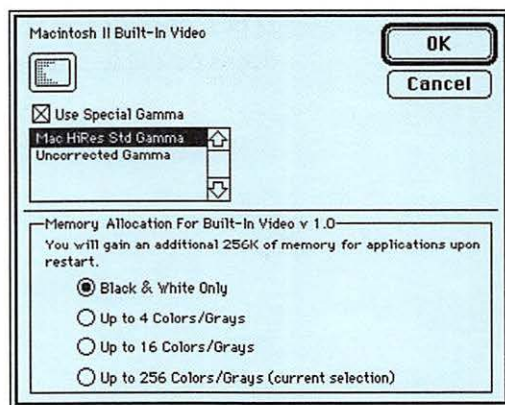 Macintosh II Built-In Video
OK
Cancel
Use Special Gamma
Mac HiRes Std Gamma
Uncorrected Gamma
Memory Allocation For Built-In Video v 1.0
You will gain an additional 256K of memory for applications upon
restart.
Black & White Only
Up to 4 Colors/Grays
Up to 16 Colors/Grays
Up to 256 Colors/Grays (current selection)